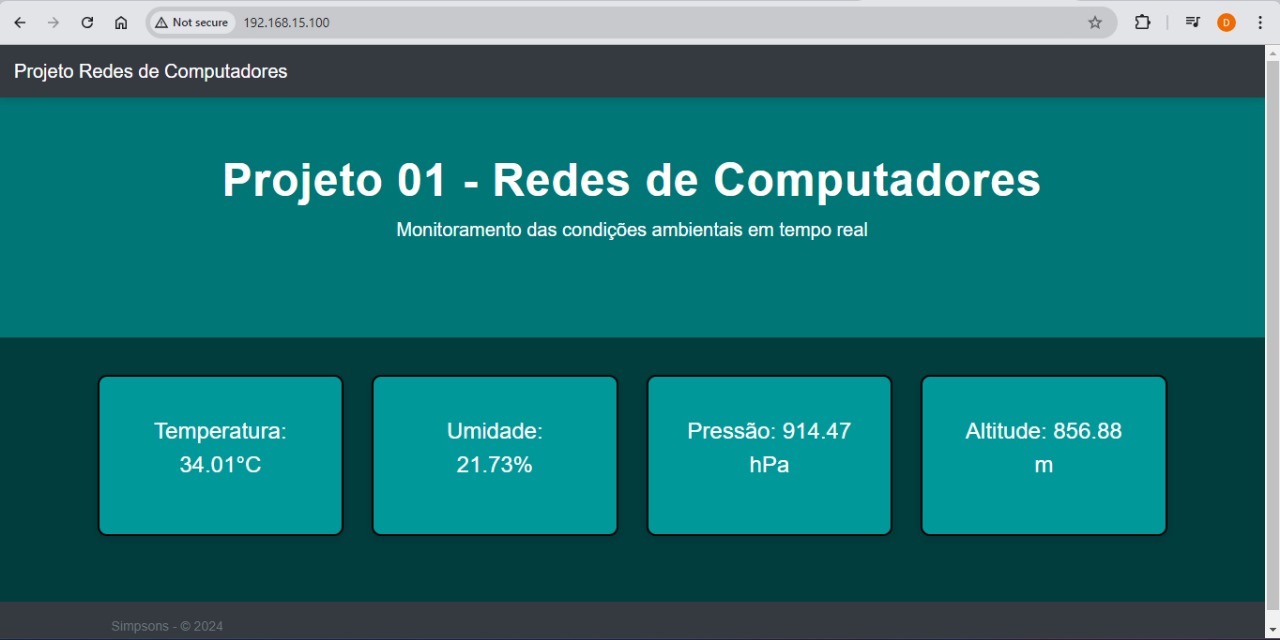 Not secure
192.168.15.100
D
Projeto Redes de Computadores
Projeto 01 - Redes de Computadores
Monitoramento das condições ambientais em tempo real
Temperatura:
34.01°C
Umidade:
21.73%
Pressão: 914.47
hPa
Altitude: 856.88
m
Simpsons - © 2024